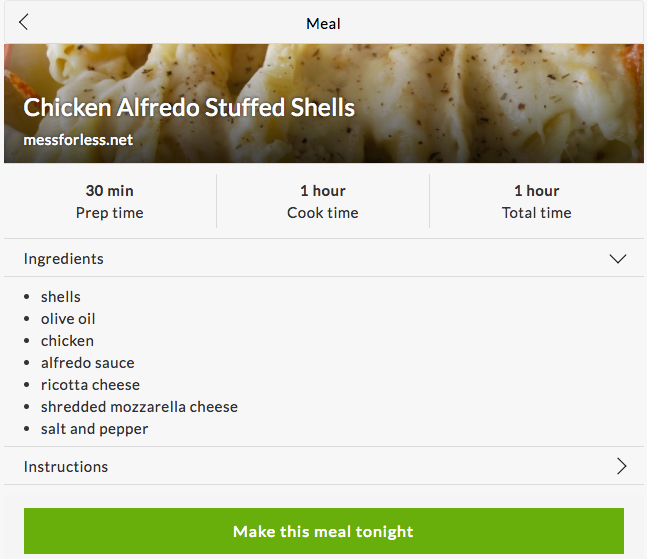 Meal
Chicken Alfredo Stuffed Shells
messforless.net
30 min
Prep time
1 hour
Cook time
1 hour
Total time
Ingredients
shells
olive oil
chicken
alfredo sauce
ricotta cheese
shredded mozzarella cheese
salt and pepper
Instructions
Make this meal tonight